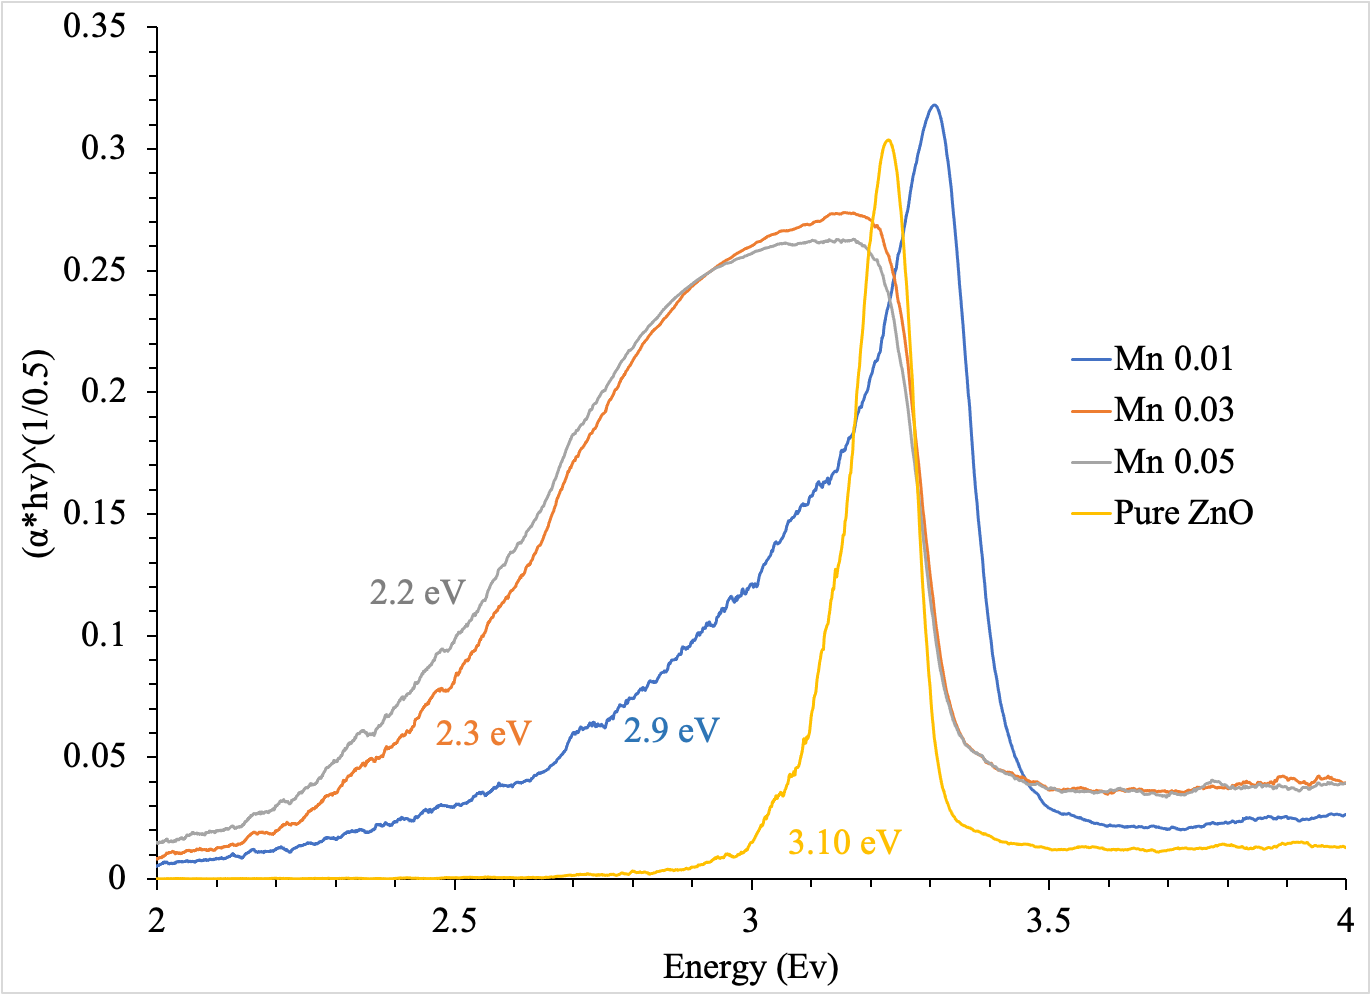 0.35
0.3
0.25
0.2
0.15
0.1
0.05
0
(α*hν)^(1/0.5)
2.2 eV
2.3 eV
2.9 eV
3.10 eV
Mn 0.01
Mn 0.03
Mn 0.05
Pure ZnO
2 2.5 3 3.5 4
Energy (Ev)